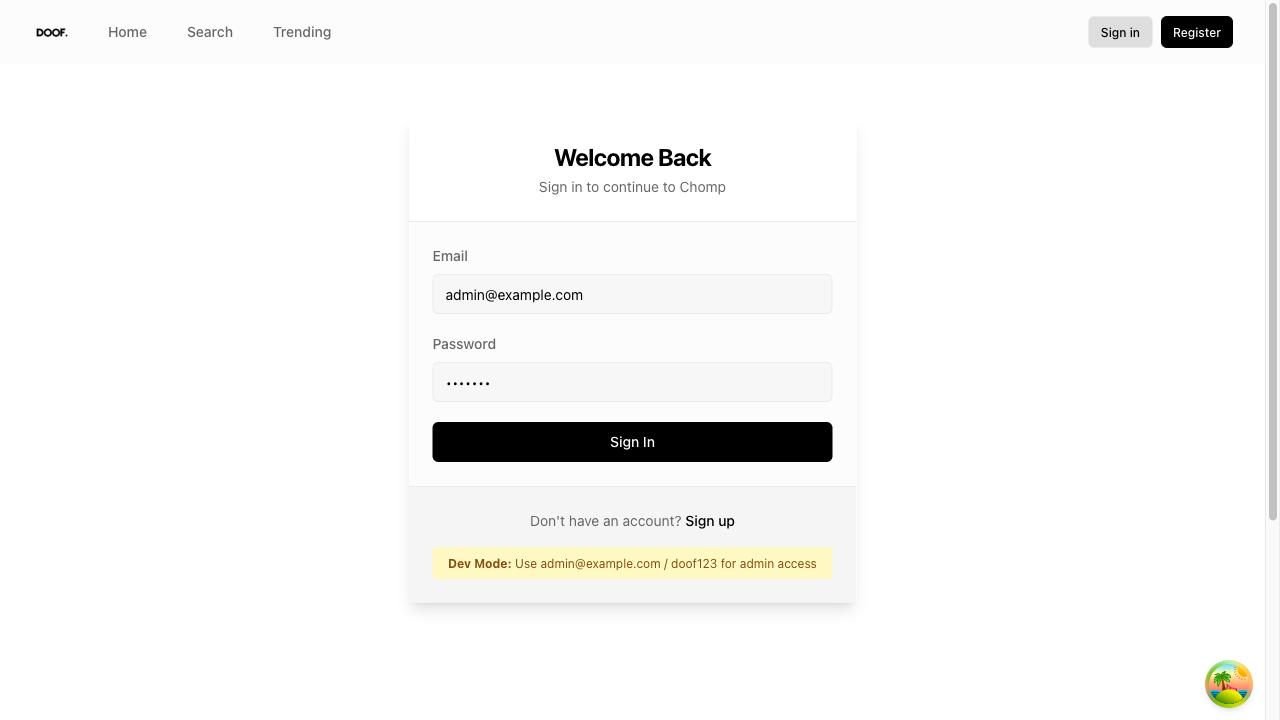 DOOF.
Home
Search
Trending
Sign in
Register
Welcome Back
Sign in to continue to Chomp
Email
admin@example.com
Password
•••••••
Sign In
Don't have an account? Sign up
Dev Mode: Use admin@example.com / doof123 for admin access